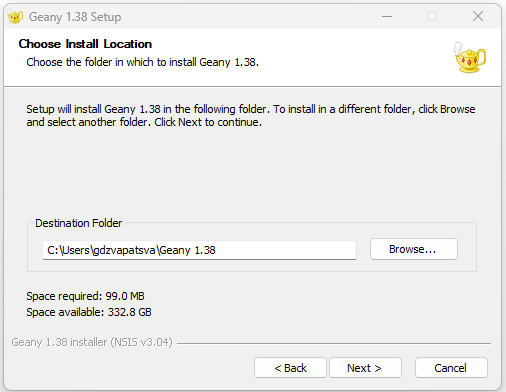 Geany 1.38 Setup
Choose Install Location
Choose the folder in which to install Geany 1.38.
Setup will install Geany 1.38 in the following folder. To install in a different folder, click Browse
and select another folder. Click Next to continue.
Destination Folder
C:\Users\gdzvapatsva\Geany 1.38
Browse...
Space required: 99.0 MB
Space available: 332.8 GB
Geany 1.38 installer (NSIS v3.04)
< Back
Next >
Cancel